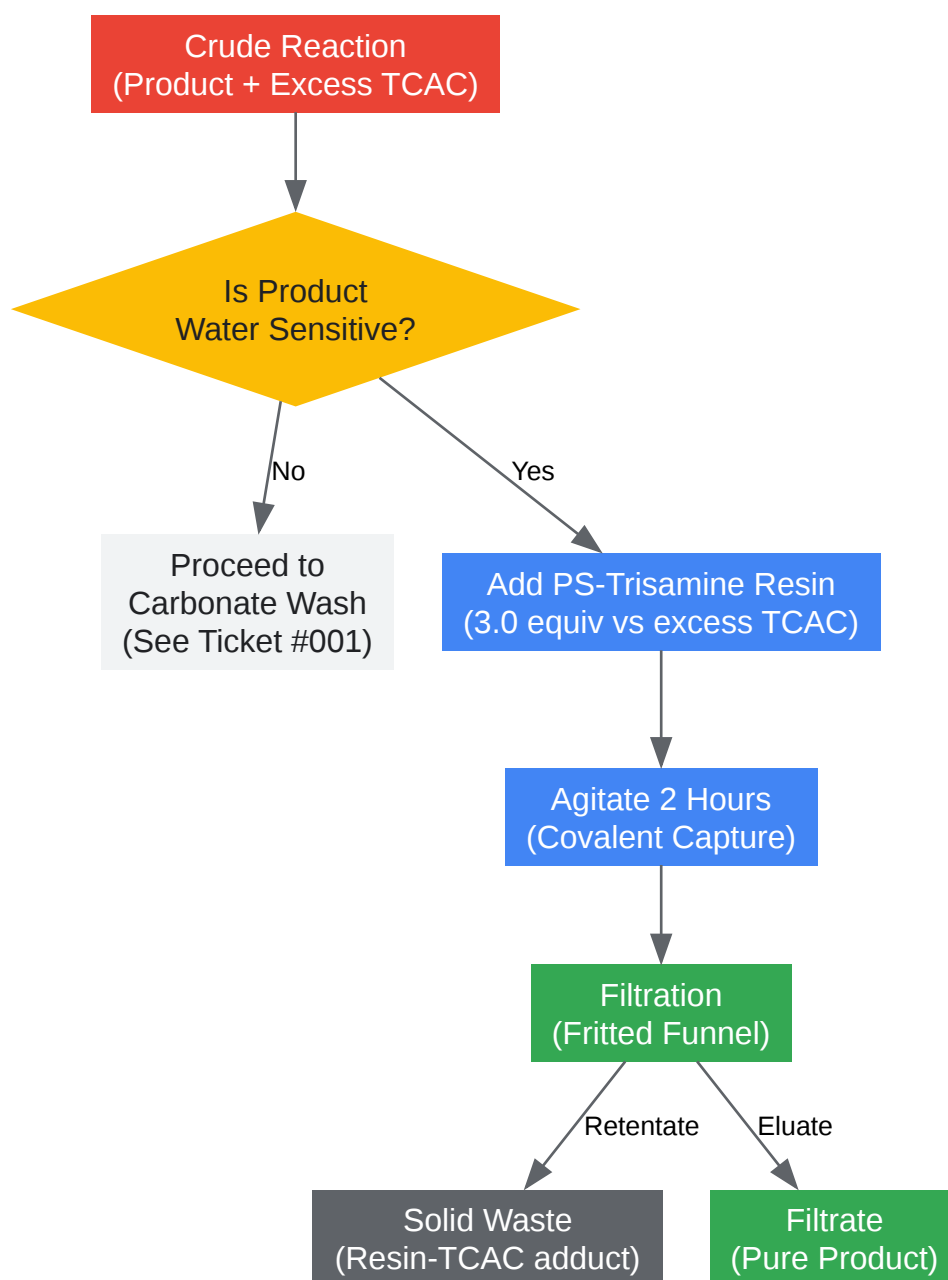 Crude Reaction
(Product + Excess TCAC)
Is Product
Water Sensitive?
No
Yes
Proceed to
Carbonate Wash
(See Ticket #001)
Add PS-Trisamine Resin
(3.0 equiv vs excess TCAC)
Agitate 2 Hours
(Covalent Capture)
Filtration
(Fritted Funnel)
Retentate
Eluate
Solid Waste
(Resin-TCAC adduct)
Filtrate
(Pure Product)